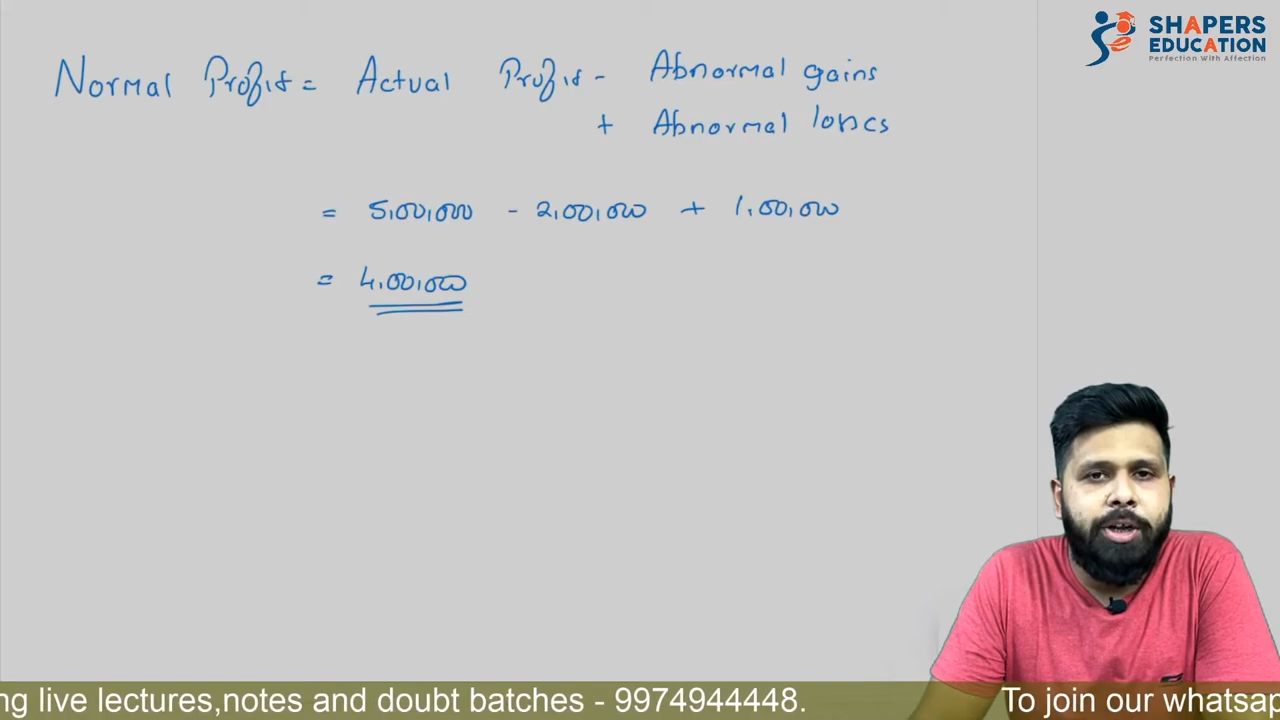 SHAPERS
EDUCATION
Perfection With Affection
Normal Profit = Actual Profit - Abnormal gains
+ Abnormal losses
= 5,00,000 - 2,00,000 + 1,00,000
= 4,00,000
ng live lectures,notes and doubt batches - 9974944448. To join our whatsap